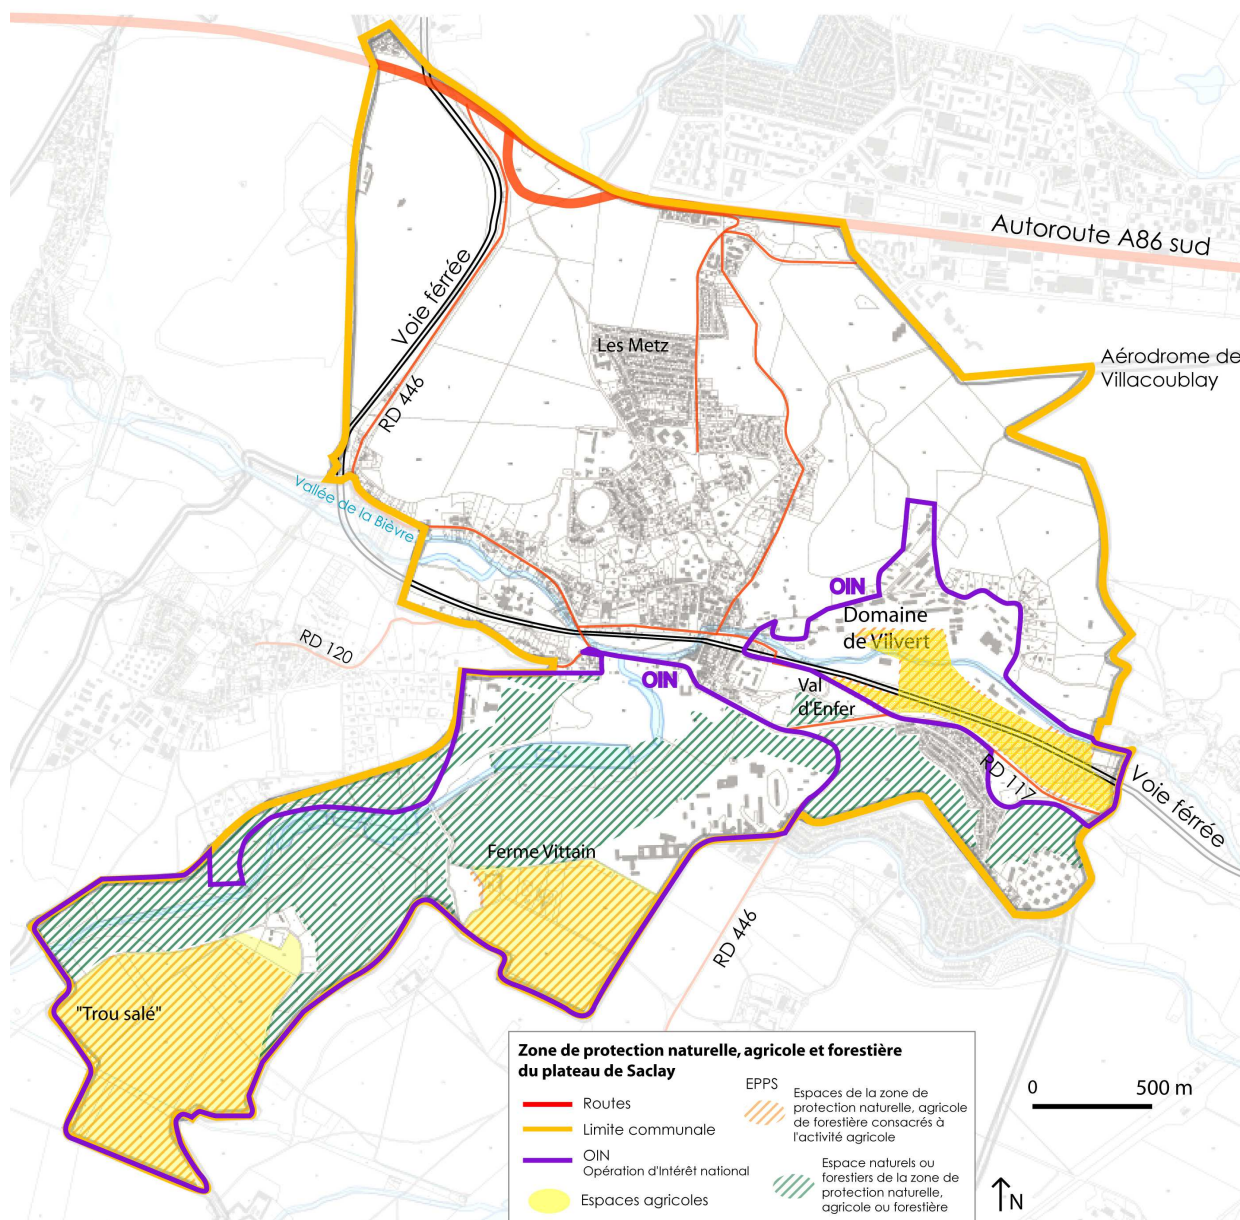 Autoroute A86 sud
Voie férrée
Les Metz
Aérodrome de
Villacoublay
RD 446
Vallée de la Bièvre
OIN
Domaine
de Vilvert
RD 120
OIN
Val
d'Enfer
RD 117
Voie férrée
Ferme Vittain
RD 446
"Trou salé"
Zone de protection naturelle, agricole et forestière
du plateau de Saclay
Routes
Limite communale
OIN
Opération d'Intérêt national
Espaces agricoles
EPPS
Espaces de la zone de
protection naturelle, agricole
de forestière consacrés à
l'activité agricole
Espace naturels ou
forestiers de la zone de
protection naturelle,
agricole ou forestière
0 500 m
N